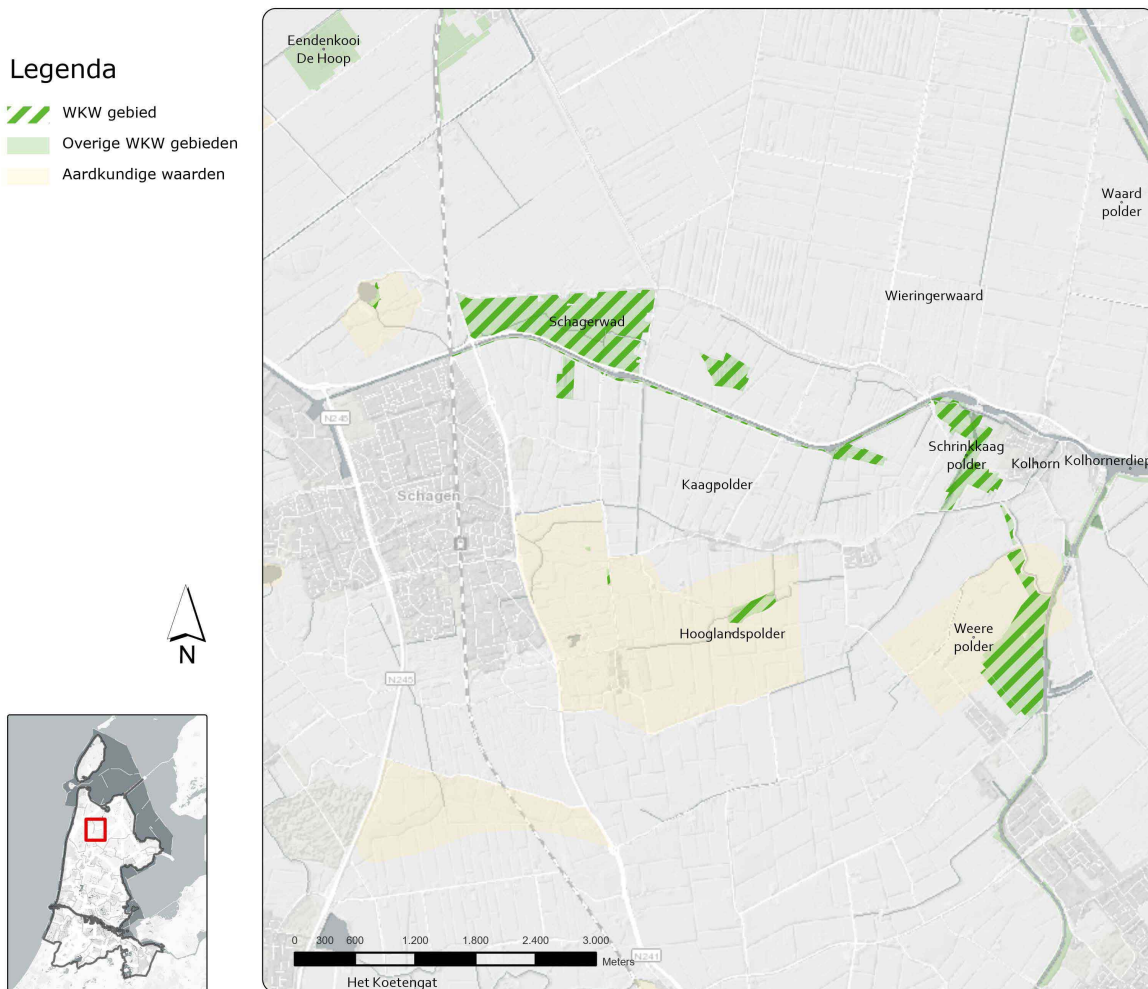 Legenda
WKW gebied
Overige WKW gebieden
Aardkundige waarden
N
Eendenkooi
De Hoop
Waard
polder
Wieringerwaard
Schagerwad
N245
Schrinkkaag
polder
Kolhorn
Kolhornerdiep
Kaagpolder
Schagen
Hooglandspolder
Weere
polder
N245
0 300 600 1.200 1.800 2.400 3.000
Meters
N241
Het Koetengat